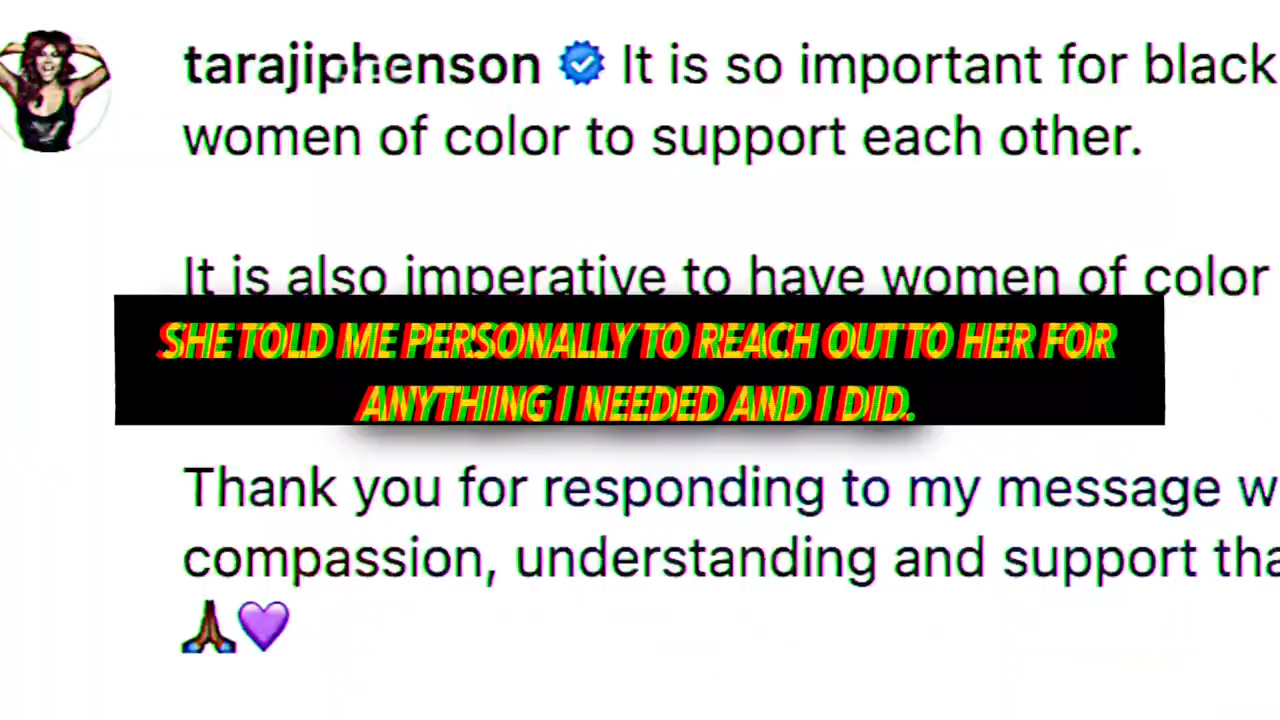 tarajiphenson It is so important for black
women of color to support each other.
It is also imperative to have women of color
SHE TOLD ME PERSONALLY TO REACH OUT TO HER FOR
ANYTHING I NEEDED AND I DID.
Thank you for responding to my message w
compassion, understanding and support tha
🙏🏾💜